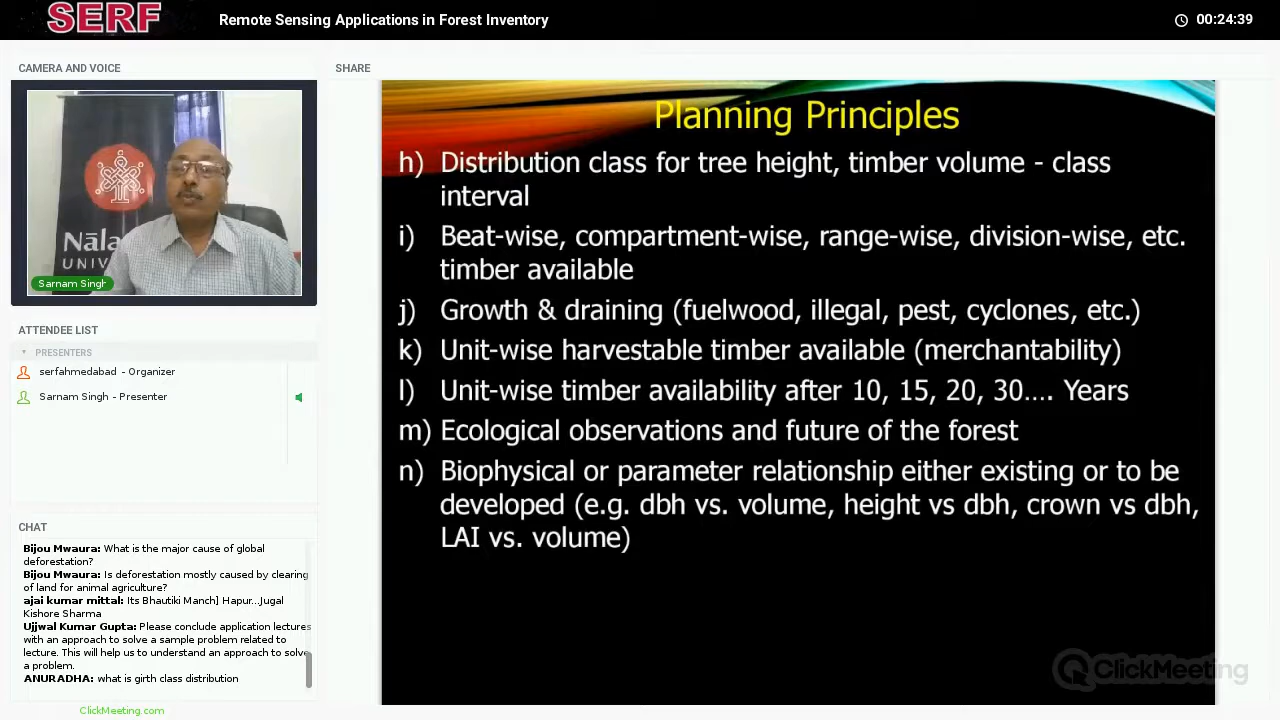 SERF
Remote Sensing Applications in Forest Inventory
00:24:39
CAMERA AND VOICE
SHARE
Nāla
UNIV
Sarnam Singh
ATTENDEE LIST
PRESENTERS
serfahmedabad - Organizer
Sarnam Singh - Presenter
CHAT
Bijou Mwaura: What is the major cause of global
deforestation?
Bijou Mwaura: Is deforestation mostly caused by clearing
of land for animal agriculture?
ajai kumar mittal: Its Bhautiki Manch] Hapur...Jugal
Kishore Sharma
Ujjwal Kumar Gupta: Please conclude application lectures
with an approach to solve a sample problem related to
lecture. This will help us to understand an approach to solve
a problem.
ANURADHA: what is girth class distribution
ClickMeeting.com
Planning Principles
h) Distribution class for tree height, timber volume - class
interval
i) Beat-wise, compartment-wise, range-wise, division-wise, etc.
timber available
j) Growth & draining (fuelwood, illegal, pest, cyclones, etc.)
k) Unit-wise harvestable timber available (merchantability)
l) Unit-wise timber availability after 10, 15, 20, 30.... Years
m) Ecological observations and future of the forest
n) Biophysical or parameter relationship either existing or to be
developed (e.g. dbh vs. volume, height vs dbh, crown vs dbh,
LAI vs. volume)
ClickMeeting